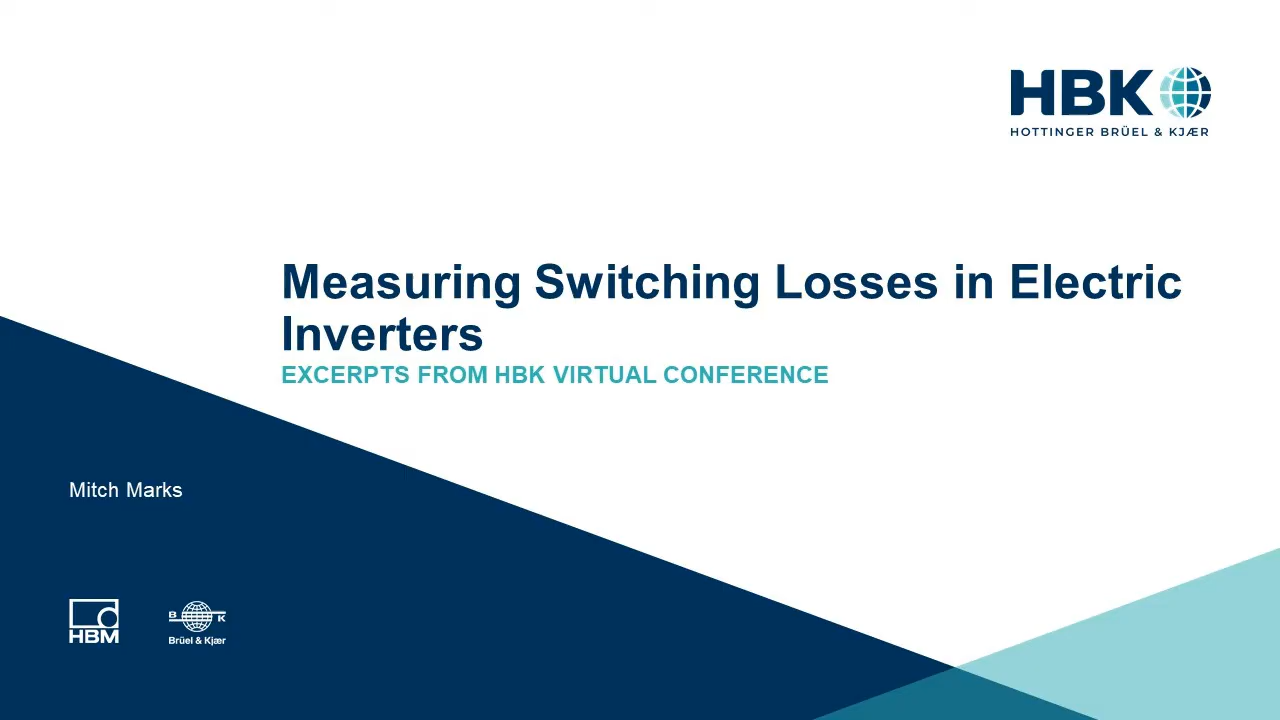 HBK
HOTTINGER BRÜEL & KJÆR
Measuring Switching Losses in Electric
Inverters
EXCERPTS FROM HBK VIRTUAL CONFERENCE
Mitch Marks
HBM
B K
Brüel & Kjær